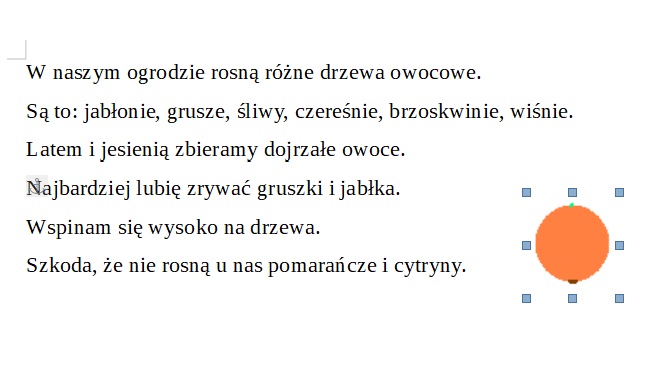 W naszym ogrodzie rosną różne drzewa owocowe.
Są to: jabłonie, grusze, śliwy, czereśnie, brzoskwinie, wiśnie.
Latem i jesienią zbieramy dojrzałe owoce.
Najbardziej lubię zrywać gruszki i jabłka.
Wspinam się wysoko na drzewa.
Szkoda, że nie rosną u nas pomarańcze i cytryny.